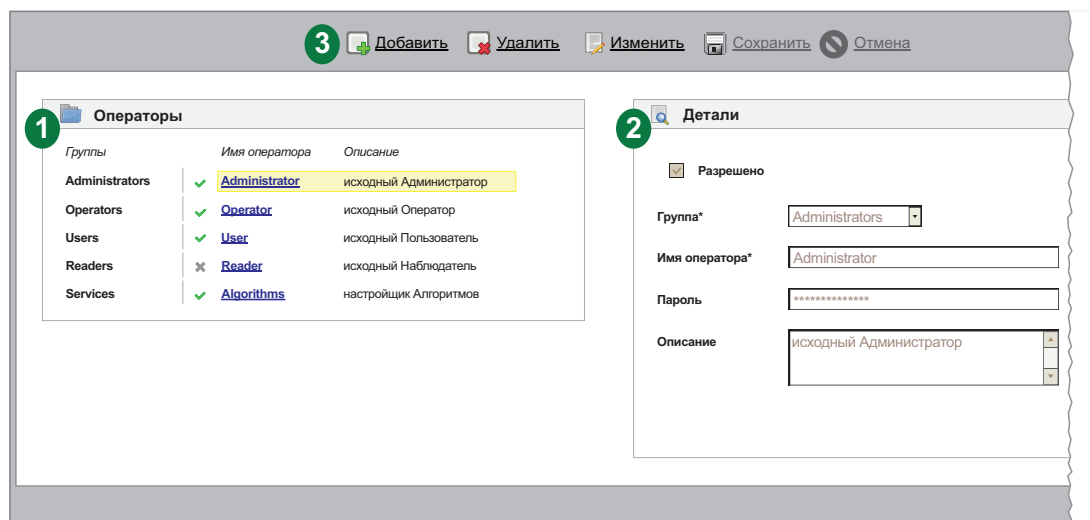 3 Добавить Удалить Изменить Сохранить Отмена
1 Операторы
Группы Имя оператора Описание
Administrators Administrator исходный Администратор
Operators Operator исходный Оператор
Users User исходный Пользователь
Readers Reader исходный Наблюдатель
Services Algorithms настройщик Алгоритмов
2 Детали
Разрешено
Группа* Administrators
Имя оператора* Administrator
Пароль **************
Описание исходный Администратор